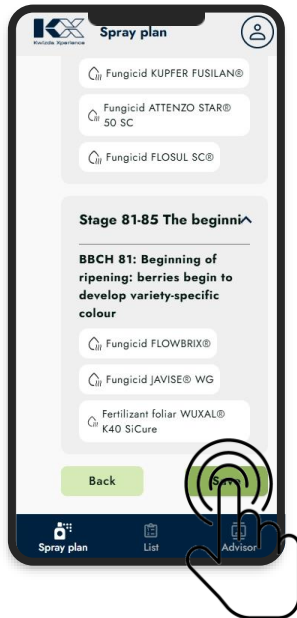 KX
Kwizda Xperience
Spray plan
Fungicid KUPFER FUSILAN®
Fungicid ATTENZO STAR®
50 SC
Fungicid FLOSUL SC®
Stage 81-85 The beginni
BBCH 81: Beginning of
ripening: berries begin to
develop variety-specific
colour
Fungicid FLOWBRIX®
Fungicid JAVISE® WG
Fertilizant foliar WUXAL®
K40 SiCure
Back
Save
Spray plan
List
Advisor